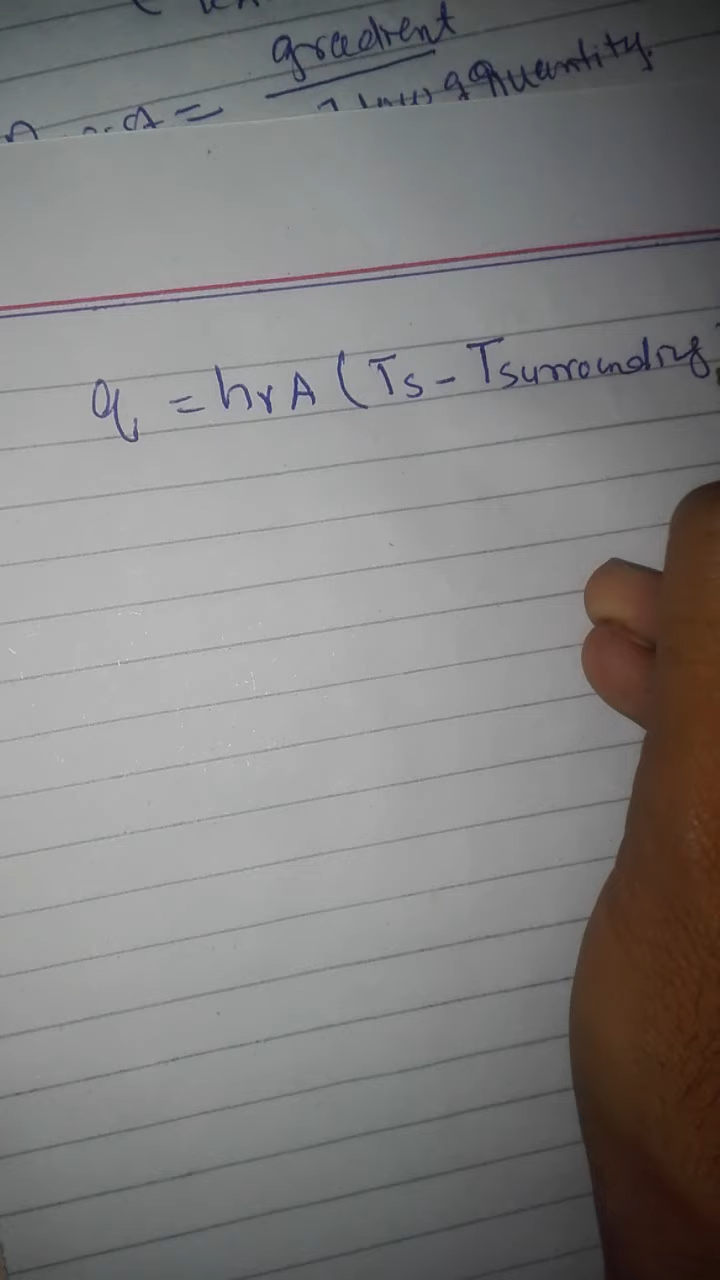 gradient
=
Quantity.
q = hr A ( Ts - Tsurrounding